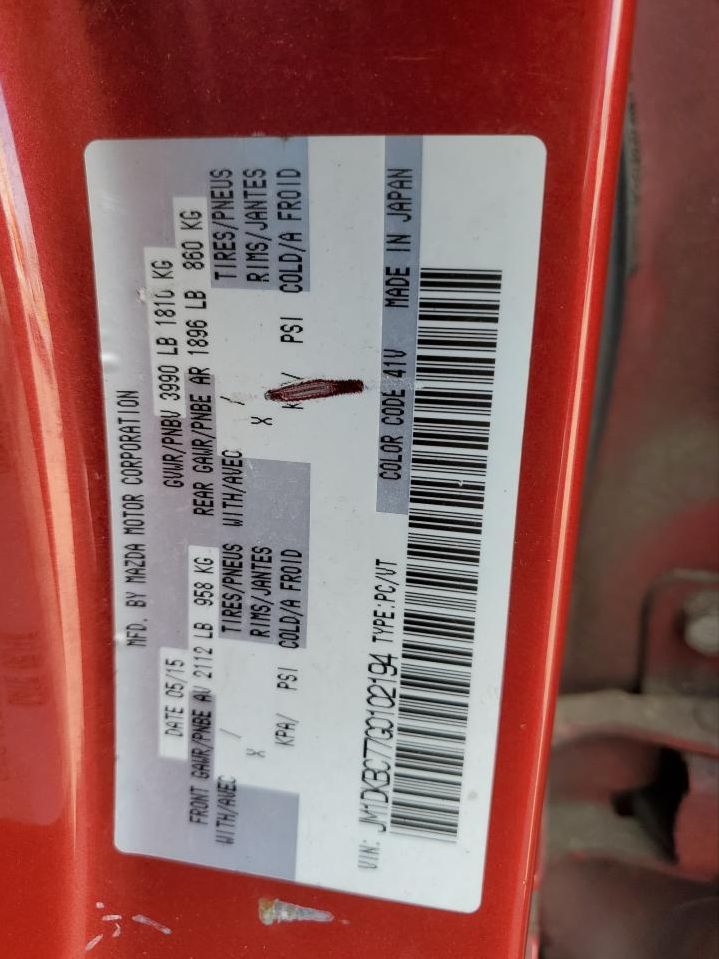 MFD. BY MAZDA MOTOR CORPORATION
DATE 05/15 GVWR/PNBV 3990 LB 1810 KG
FRONT GAWR/PNBE AV 2112 LB 958 KG REAR GAWR/PNBE AR 1896 LB 860 KG
WITH/AVEC / TIRES/PNEUS WITH/AVEC / TIRES/PNEUS
X RIMS/JANTES X RIMS/JANTES
KPA/ PSI COLD/A FROID / PSI COLD/A FROID
VIN: JM1DKBC77G0102194 TYPE:PC/VT COLOR CODE 41V MADE IN JAPAN